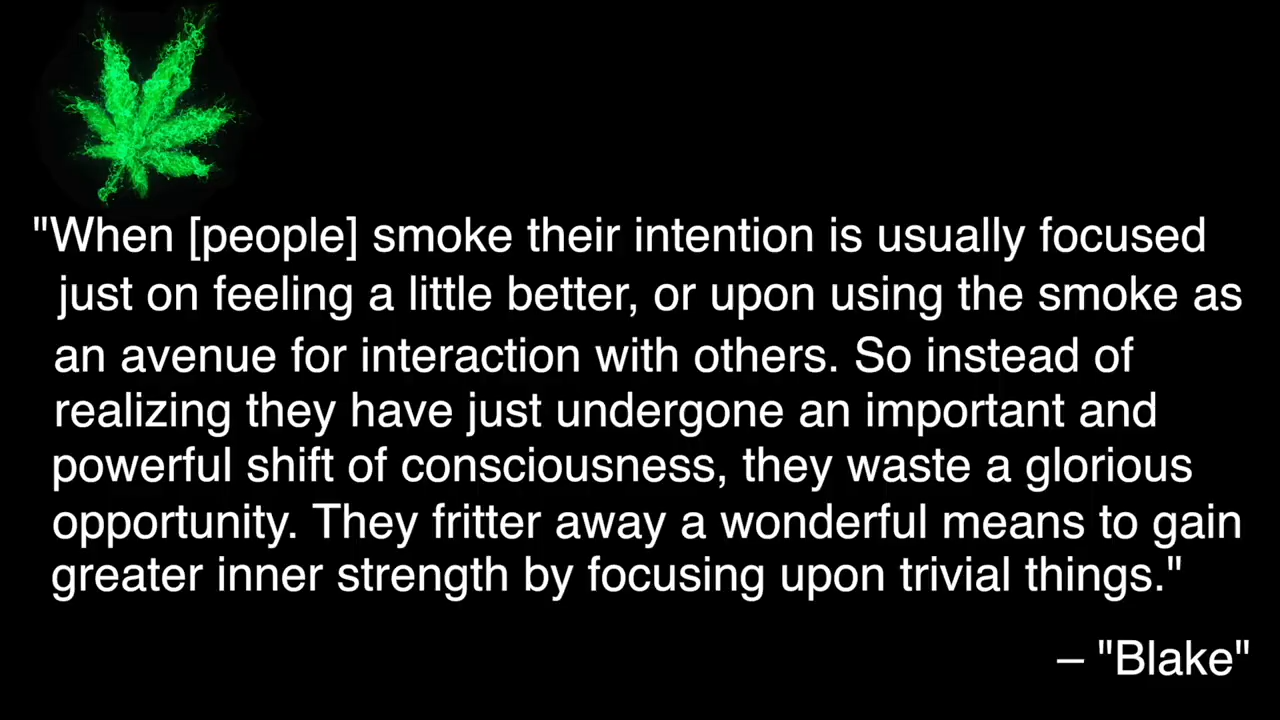 "When [people] smoke their intention is usually focused
just on feeling a little better, or upon using the smoke as
an avenue for interaction with others. So instead of
realizing they have just undergone an important and
powerful shift of consciousness, they waste a glorious
opportunity. They fritter away a wonderful means to gain
greater inner strength by focusing upon trivial things."
– "Blake"